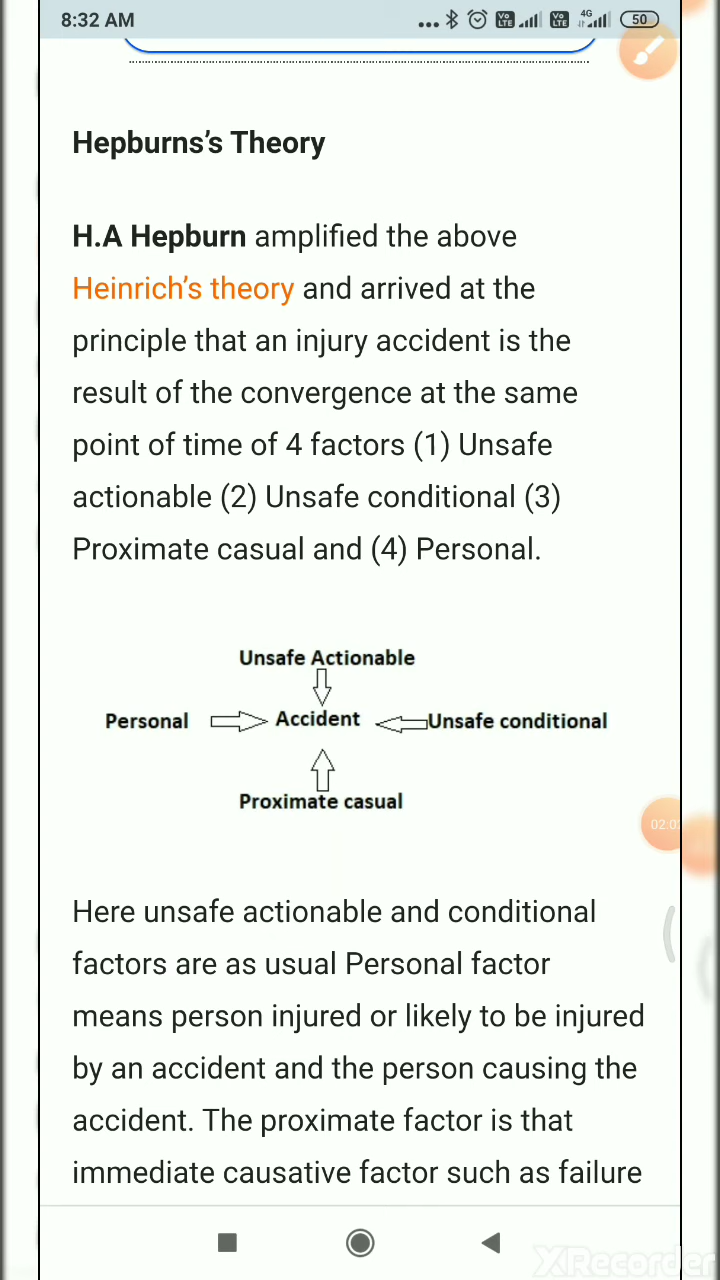 8:32 AM
4G
50
Hepburns's Theory
H.A Hepburn amplified the above
Heinrich's theory and arrived at the
principle that an injury accident is the
result of the convergence at the same
point of time of 4 factors (1) Unsafe
actionable (2) Unsafe conditional (3)
Proximate casual and (4) Personal.
Unsafe Actionable
Personal Accident Unsafe conditional
Proximate casual
Here unsafe actionable and conditional
factors are as usual Personal factor
means person injured or likely to be injured
by an accident and the person causing the
accident. The proximate factor is that
immediate causative factor such as failure
XRecorder